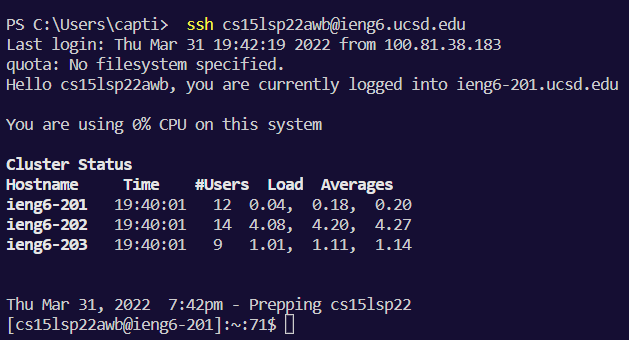 PS C:\Users\capti>  ssh cs15lsp22awb@ieng6.ucsd.edu
Last login: Thu Mar 31 19:42:19 2022 from 100.81.38.183
quota: No filesystem specified.
Hello cs15lsp22awb, you are currently logged into ieng6-201.ucsd.edu
You are using 0% CPU on this system
Cluster Status
Hostname     Time    #Users  Load  Averages
ieng6-201   19:40:01   12  0.04,  0.18,  0.20
ieng6-202   19:40:01   14  4.08,  4.20,  4.27
ieng6-203   19:40:01   9   1.01,  1.11,  1.14
Thu Mar 31, 2022  7:42pm - Prepping cs15lsp22
[cs15lsp22awb@ieng6-201]:~:71$